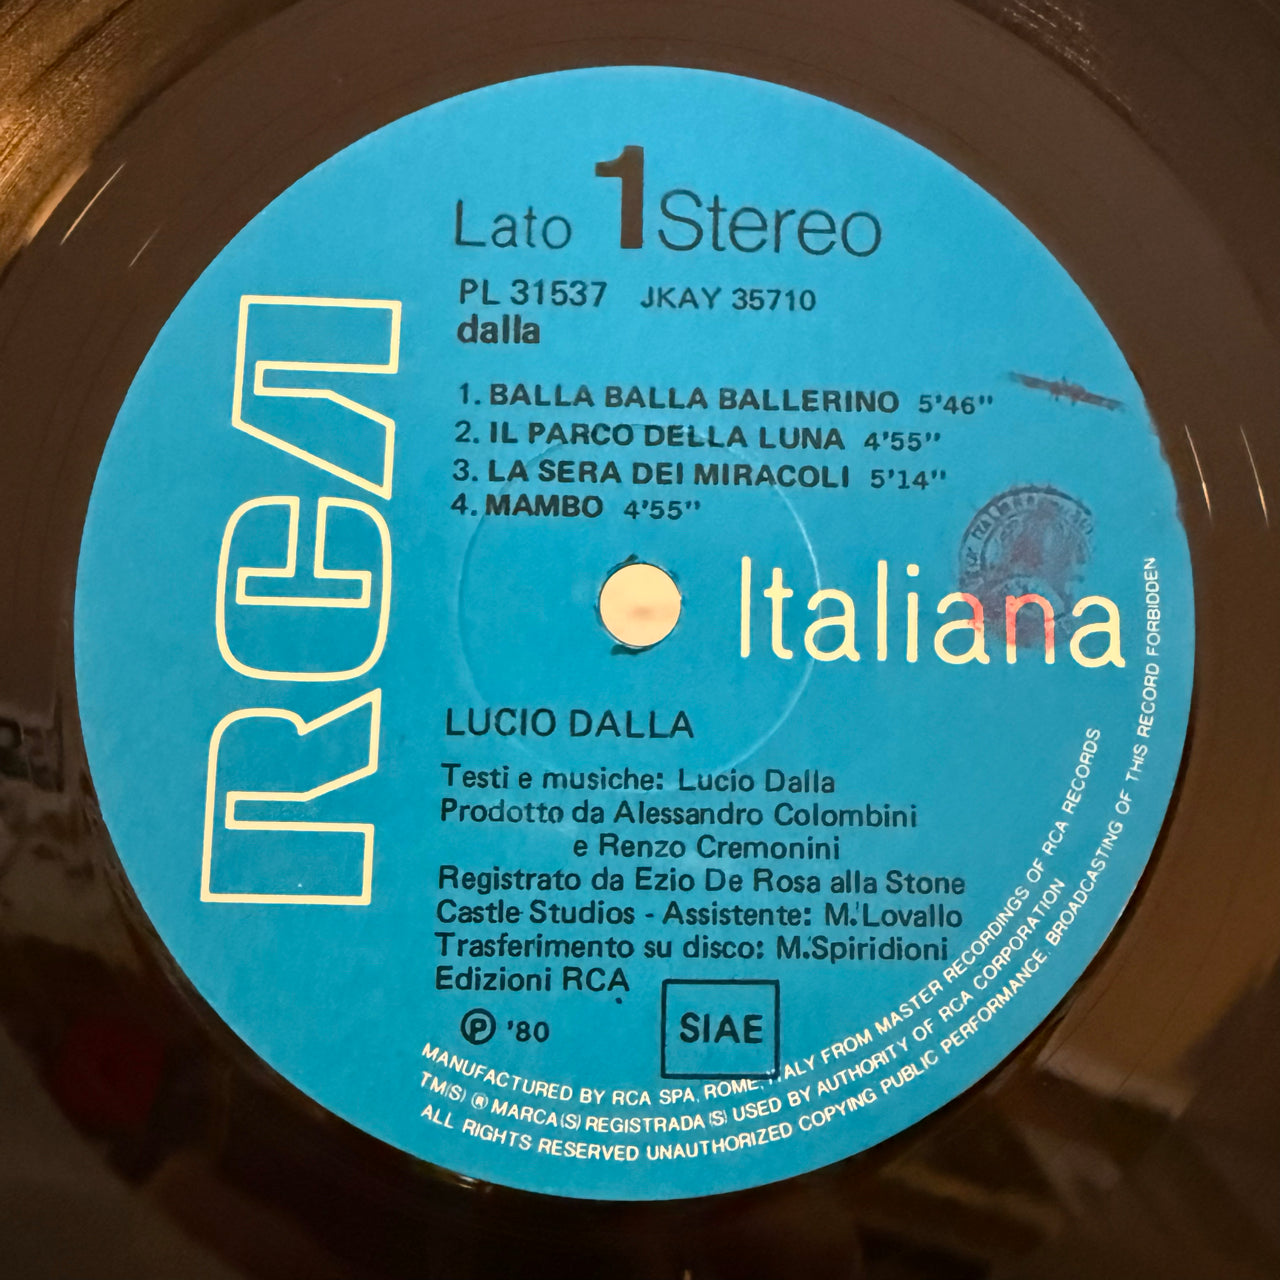 Lato 1 Stereo
PL 31537 JKAY 35710
dalla
1. BALLA BALLA BALLERINO 5'46"
2. IL PARCO DELLA LUNA 4'55"
3. LA SERA DEI MIRACOLI 5'14"
4. MAMBO 4'55"
RCA
Italiana
LUCIO DALLA
Testi e musiche: Lucio Dalla
Prodotto da Alessandro Colombini
e Renzo Cremonini
Registrato da Ezio De Rosa alla Stone
Castle Studios - Assistente: M. Lovallo
Trasferimento su disco: M.Spiridioni
Edizioni RCA
℗ '80
SIAE
MANUFACTURED BY RCA SPA, ROME, ITALY FROM MASTER RECORDINGS OF RCA RECORDS
TM(S) ® MARCA(S) REGISTRADA(S) USED BY AUTHORITY OF RCA CORPORATION
ALL RIGHTS RESERVED UNAUTHORIZED COPYING PUBLIC PERFORMANCE, BROADCASTING OF THIS RECORD FORBIDDEN